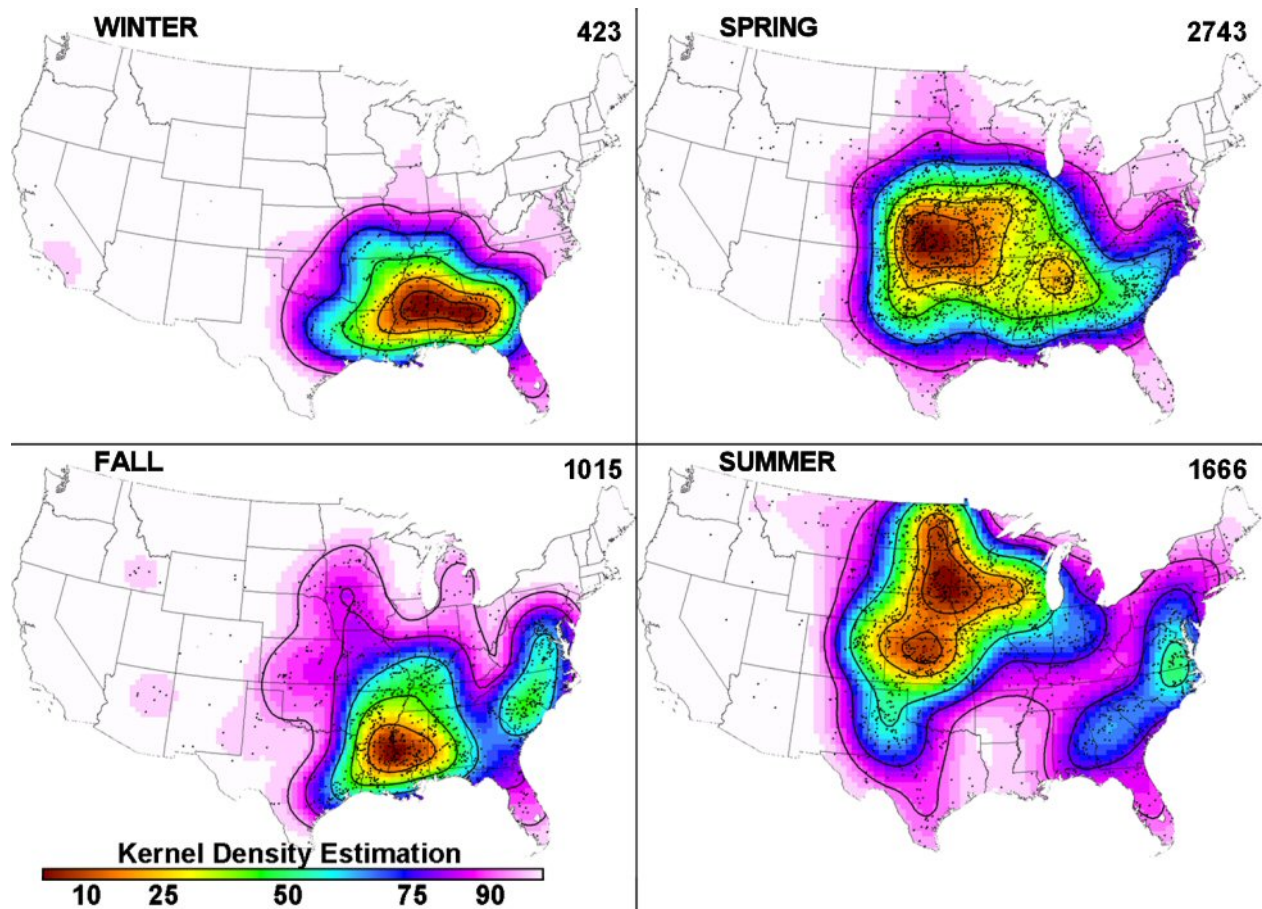 WINTER 423
SPRING 2743
FALL 1015
SUMMER 1666
Kernel Density Estimation
10 25 50 75 90